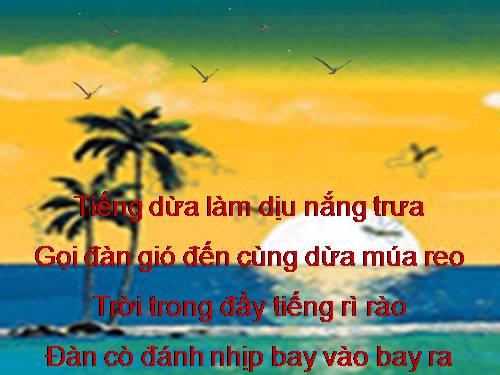 Tiếng dừa làm dịu nắng trưa
Gọi đàn gió đến cùng dừa múa reo
Trời trong đầy tiếng rì rào
Đàn cò đánh nhịp bay vào bay ra